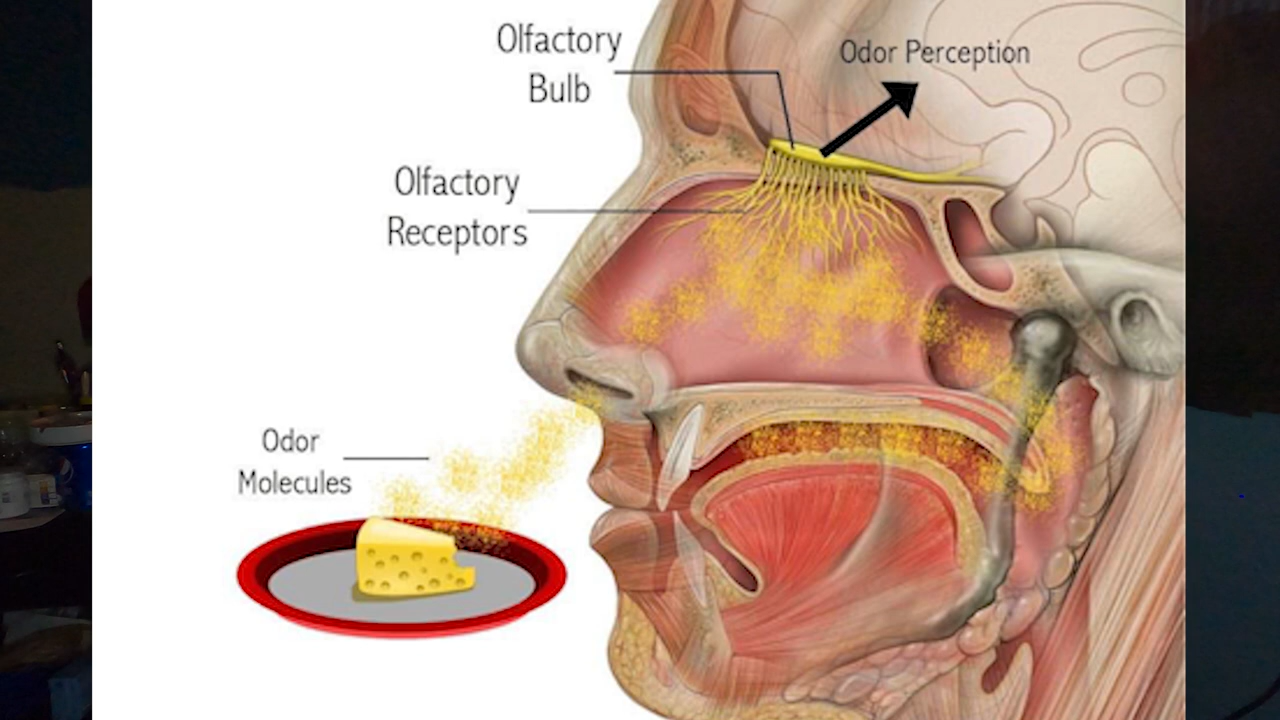 Olfactory
Bulb
Odor Perception
Olfactory
Receptors
Odor
Molecules